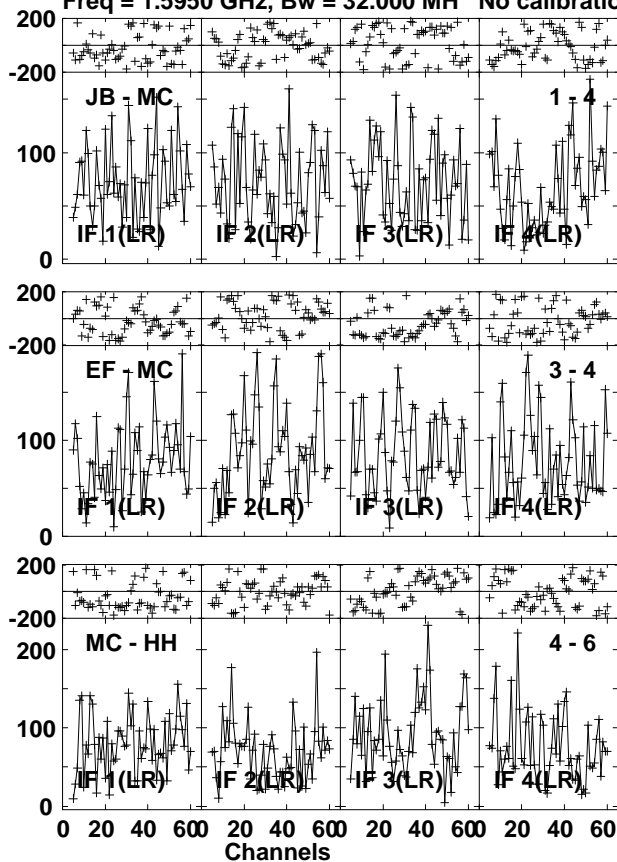 Freq = 1.5950 GHz, Bw = 32.000 MH No calibratio
-200
JB - MC 1 - 4
100
IF 1(LR) IF 2(LR) IF 3(LR) IF 4(LR)
0
200
-200
EF - MC 3 - 4
100
IF 1(LR) IF 2(LR) IF 3(LR) IF 4(LR)
0
200
-200
MC - HH 4 - 6
200
100
IF 1(LR) IF 2(LR) IF 3(LR) IF 4(LR)
0
0 20 40 60 0 20 40 60 0 20 40 60 0 20 40 60
Channels